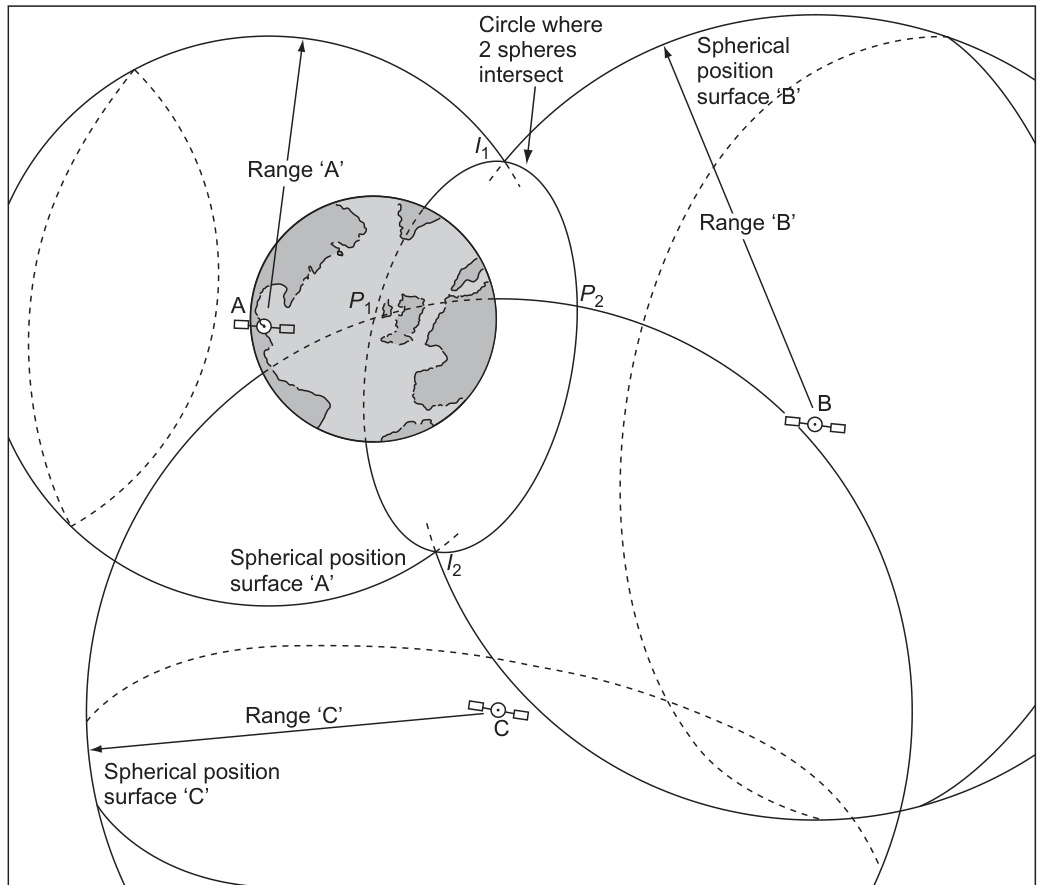 Circle where
2 spheres
intersect
Spherical
position
surface ‘B’
I1
Range ‘A’
Range ‘B’
A
P1
P2
B
Spherical position
surface ‘A’
I2
Range ‘C’
C
Spherical position
surface ‘C’